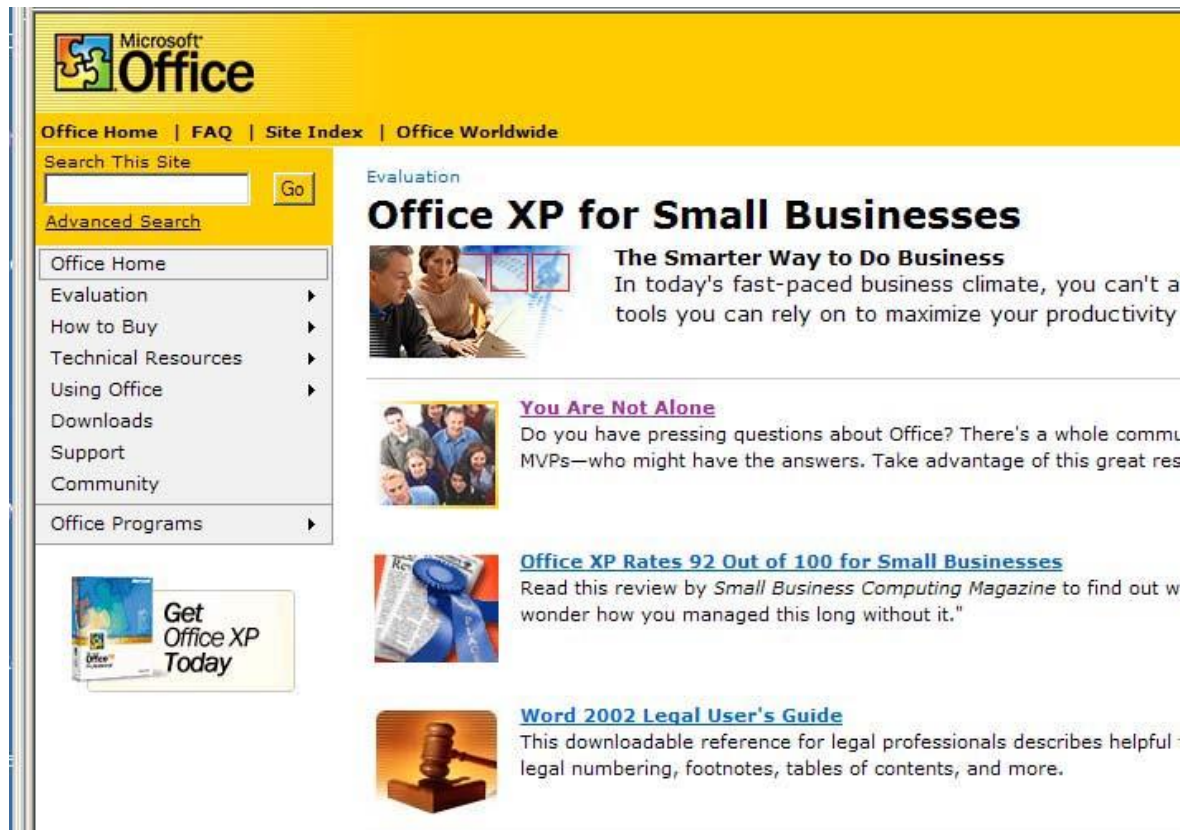 Microsoft
Office
Office Home | FAQ | Site Index | Office Worldwide
Search This Site
Go
Advanced Search
Office Home
Evaluation
How to Buy
Technical Resources
Using Office
Downloads
Support
Community
Office Programs
Get
Office XP
Today
Evaluation
Office XP for Small Businesses
The Smarter Way to Do Business
In today's fast-paced business climate, you can't a
tools you can rely on to maximize your productivity
You Are Not Alone
Do you have pressing questions about Office? There's a whole commu
MVPs—who might have the answers. Take advantage of this great res
Office XP Rates 92 Out of 100 for Small Businesses
Read this review by Small Business Computing Magazine to find out w
wonder how you managed this long without it."
Word 2002 Legal User's Guide
This downloadable reference for legal professionals describes helpful
legal numbering, footnotes, tables of contents, and more.